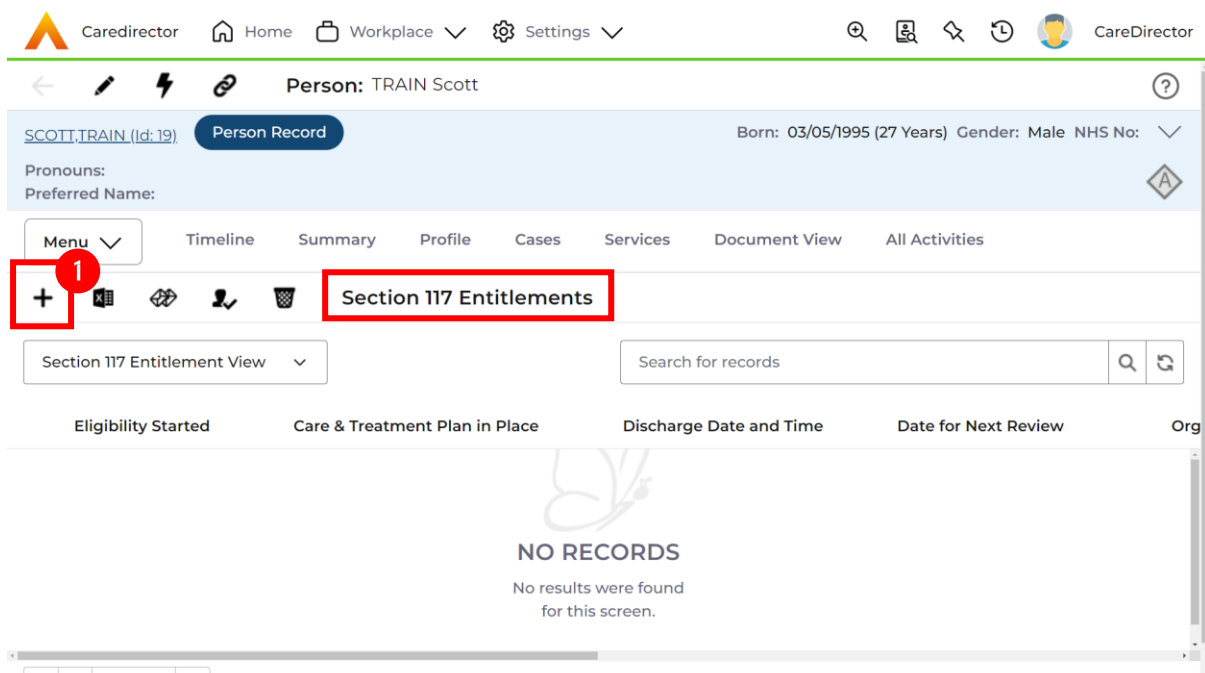 Caredirector Home Workplace Settings CareDirector
Person: TRAIN Scott ?
SCOTT,TRAIN (Id: 19) Person Record Born: 03/05/1995 (27 Years) Gender: Male NHS No:
Pronouns:
Preferred Name:
A
Menu Timeline Summary Profile Cases Services Document View All Activities
1
Section 117 Entitlements
Section 117 Entitlement View Search for records
Eligibility Started Care & Treatment Plan in Place Discharge Date and Time Date for Next Review Org
NO RECORDS
No results were found
for this screen.